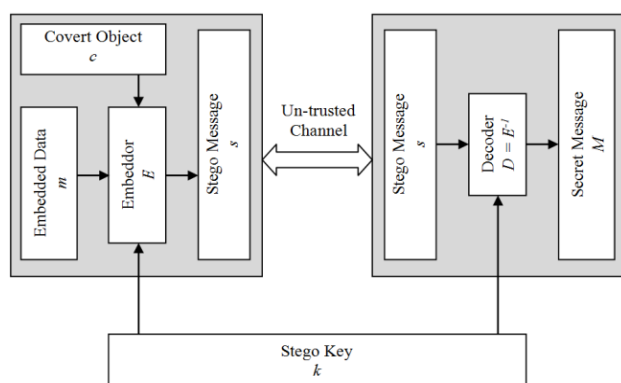 Covert Object
c
Embedded Data
m
Embeddor
E
Stego Message
s
Un-trusted
Channel
Stego Message
s
Decoder
D = E⁻¹
Secret Message
M
Stego Key
k